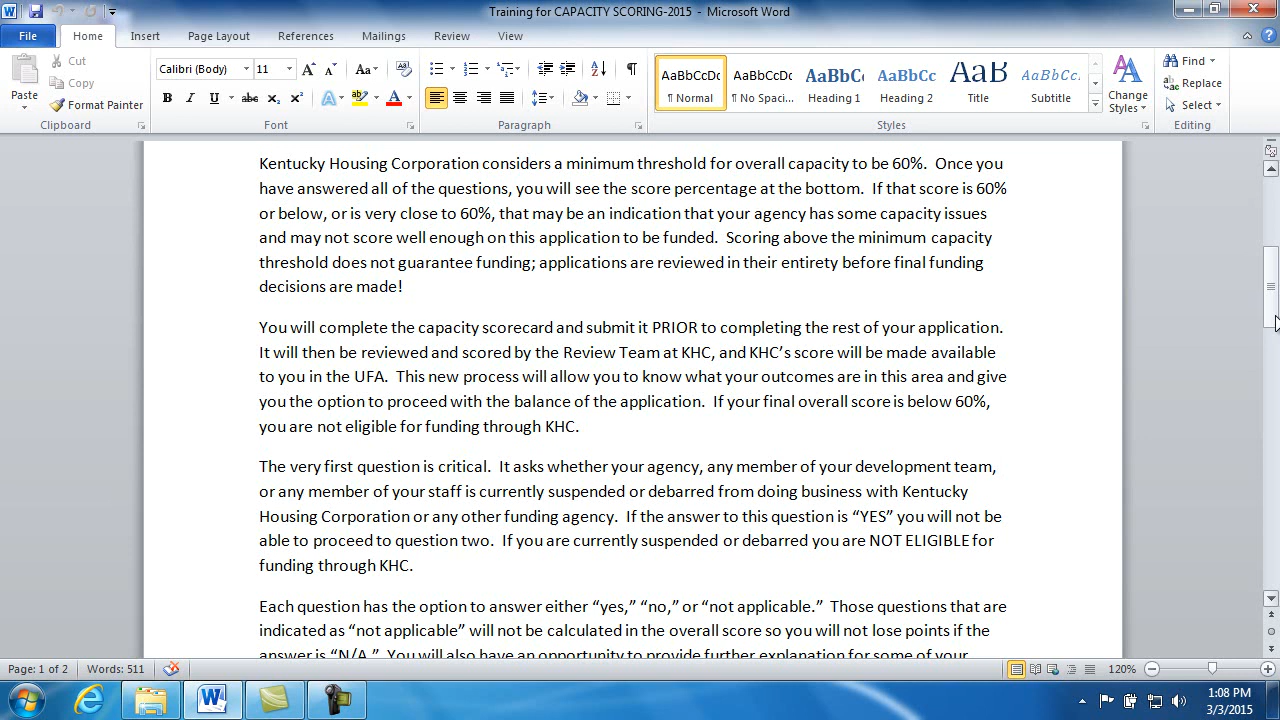 Training for CAPACITY SCORING-2015 - Microsoft Word
File Home Insert Page Layout References Mailings Review View
Paste
Cut
Copy
Format Painter
Clipboard
Calibri (Body) 11
Font
Paragraph
AaBbCcDc AaBbCcDc AaBbCc AaBbCc AaB AaBbCcI.
¶ Normal ¶ No Spaci... Heading 1 Heading 2 Title Subtitle
Change Styles
Styles
Find
Replace
Select
Editing
Kentucky Housing Corporation considers a minimum threshold for overall capacity to be 60%. Once you
have answered all of the questions, you will see the score percentage at the bottom. If that score is 60%
or below, or is very close to 60%, that may be an indication that your agency has some capacity issues
and may not score well enough on this application to be funded. Scoring above the minimum capacity
threshold does not guarantee funding; applications are reviewed in their entirety before final funding
decisions are made!
You will complete the capacity scorecard and submit it PRIOR to completing the rest of your application.
It will then be reviewed and scored by the Review Team at KHC, and KHC’s score will be made available
to you in the UFA. This new process will allow you to know what your outcomes are in this area and give
you the option to proceed with the balance of the application. If your final overall score is below 60%,
you are not eligible for funding through KHC.
The very first question is critical. It asks whether your agency, any member of your development team,
or any member of your staff is currently suspended or debarred from doing business with Kentucky
Housing Corporation or any other funding agency. If the answer to this question is “YES” you will not be
able to proceed to question two. If you are currently suspended or debarred you are NOT ELIGIBLE for
funding through KHC.
Each question has the option to answer either “yes,” “no,” or “not applicable.” Those questions that are
indicated as “not applicable” will not be calculated in the overall score so you will not lose points if the
answer is “N/A.” You will also have an opportunity to provide further explanation for some of your
Page: 1 of 2 Words: 511 120%
1:08 PM
3/3/2015